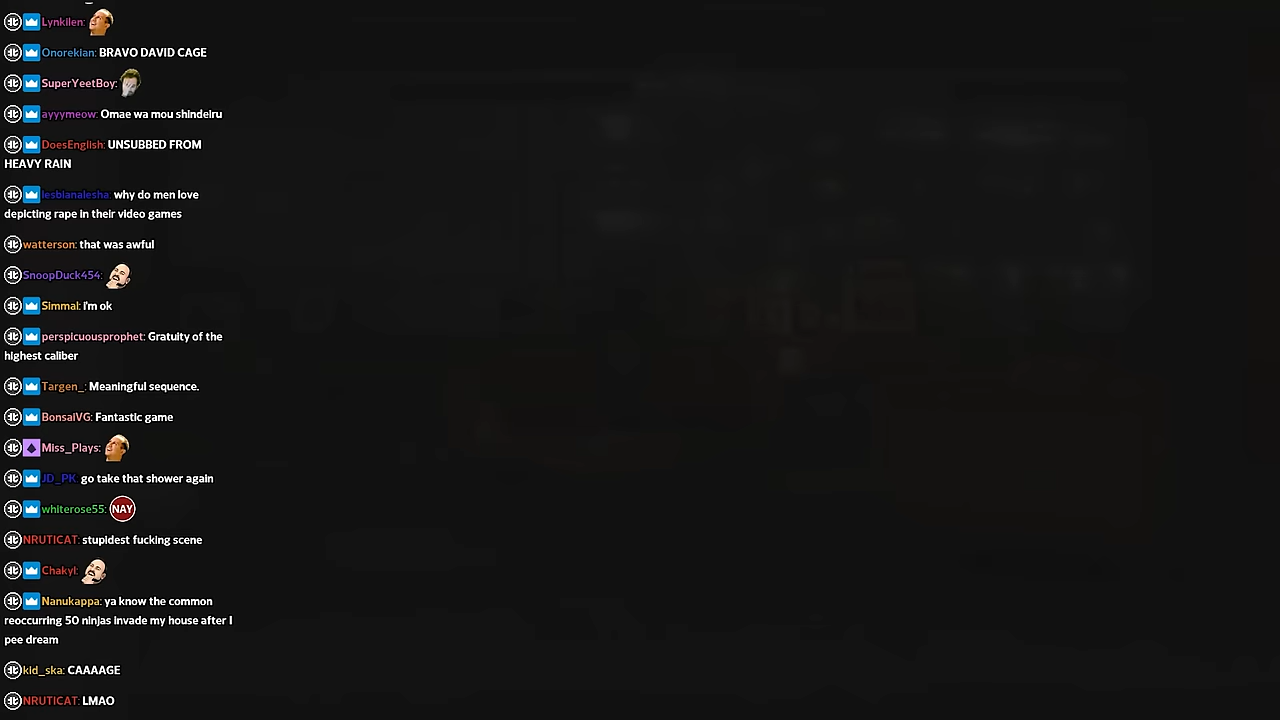 Lynkilen:
Onorekian: BRAVO DAVID CAGE
SuperYeetBoy:
ayyymeow: Omae wa mou shindeiru
DoesEnglish: UNSUBBED FROM
HEAVY RAIN
lesbianalesha: why do men love
depicting rape in their video games
watterson: that was awful
SnoopDuck454:
Simmal: i'm ok
perspicuousprophet: Gratuity of the
highest caliber
Targen_: Meaningful sequence.
BonsaiVG: Fantastic game
Miss_Plays:
JD_PK: go take that shower again
whiterose55: NAY
NRUTICAT: stupidest fucking scene
Chakyl:
Nanukappa: ya know the common
reoccurring 50 ninjas invade my house after I
pee dream
kid_ska: CAAAAGE
NRUTICAT: LMAO